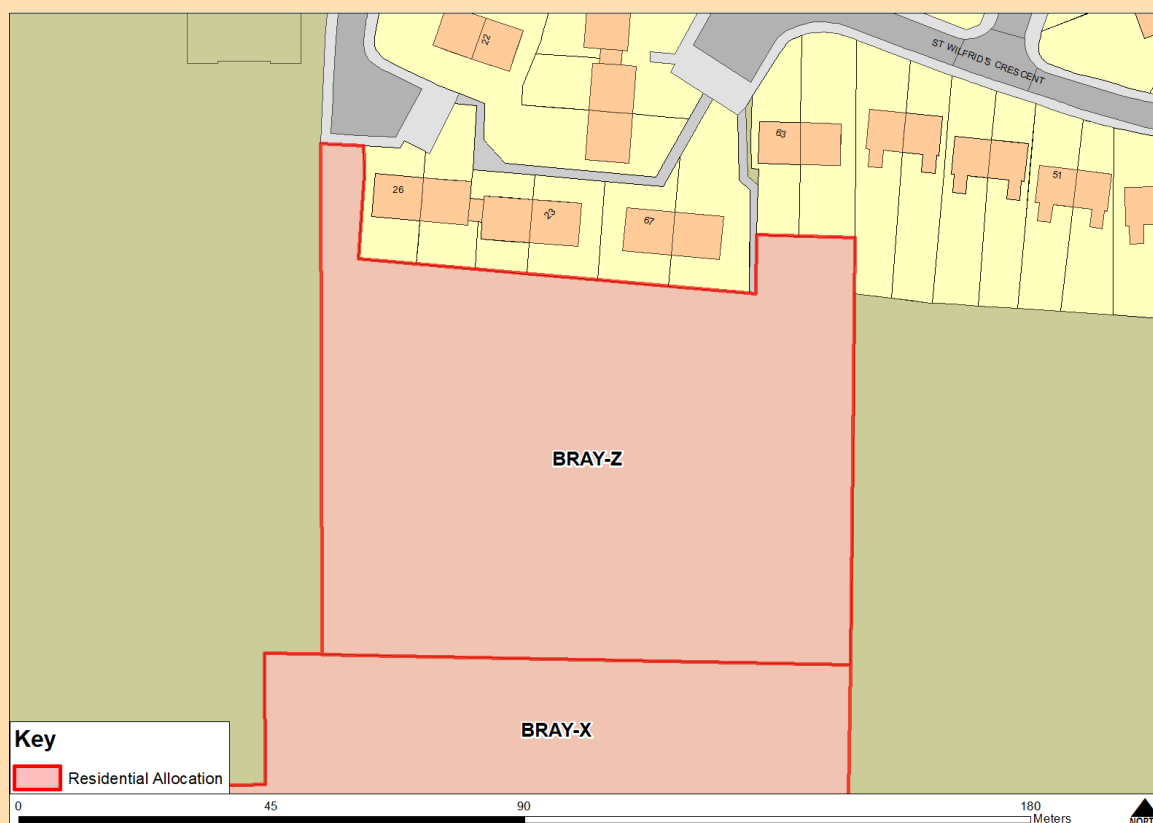 22
ST WILFRID'S CRESCENT
63
26
23
67
51
BRAY-Z
BRAY-X
Key
Residential Allocation
0 45 90 180
Meters
NORTH